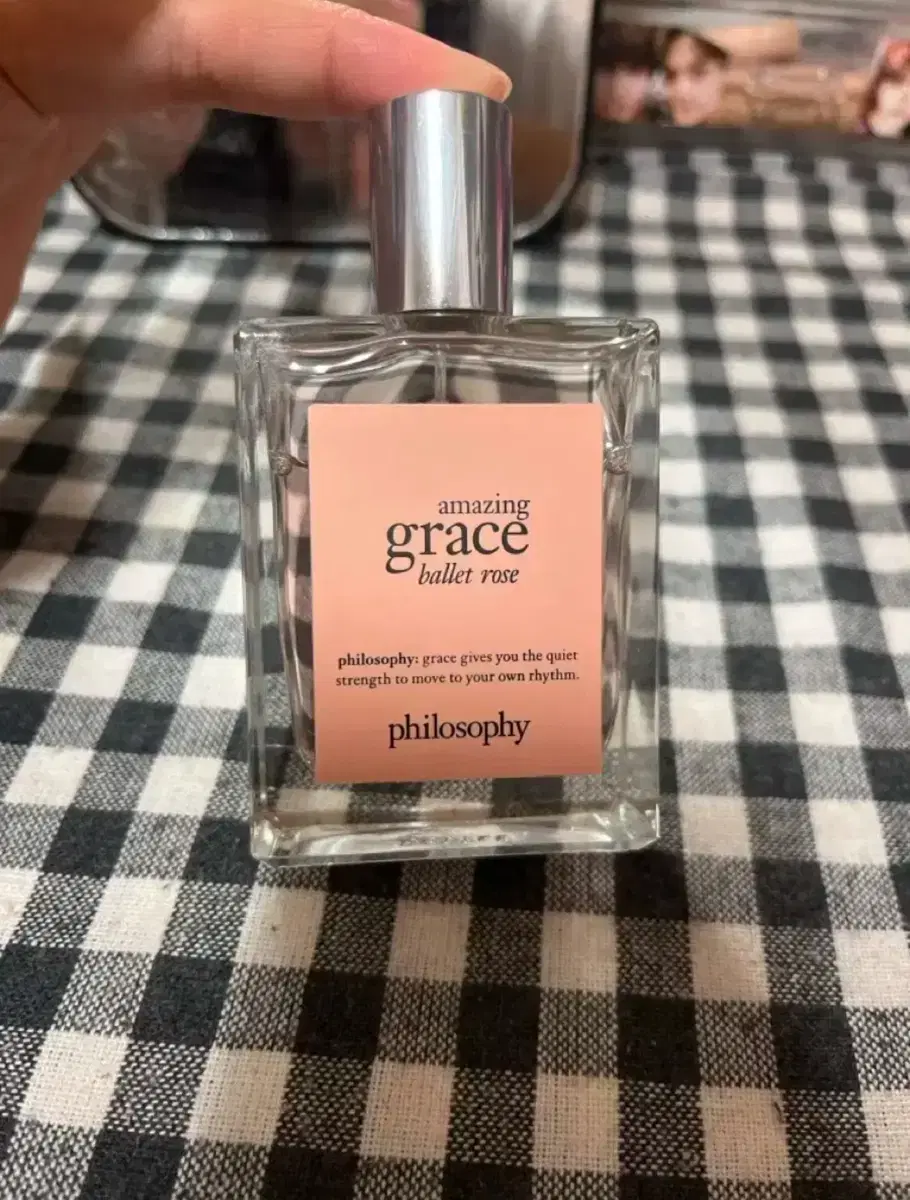 amazing
grace
ballet rose
philosophy: grace gives you the quiet
strength to move to your own rhythm.
philosophy